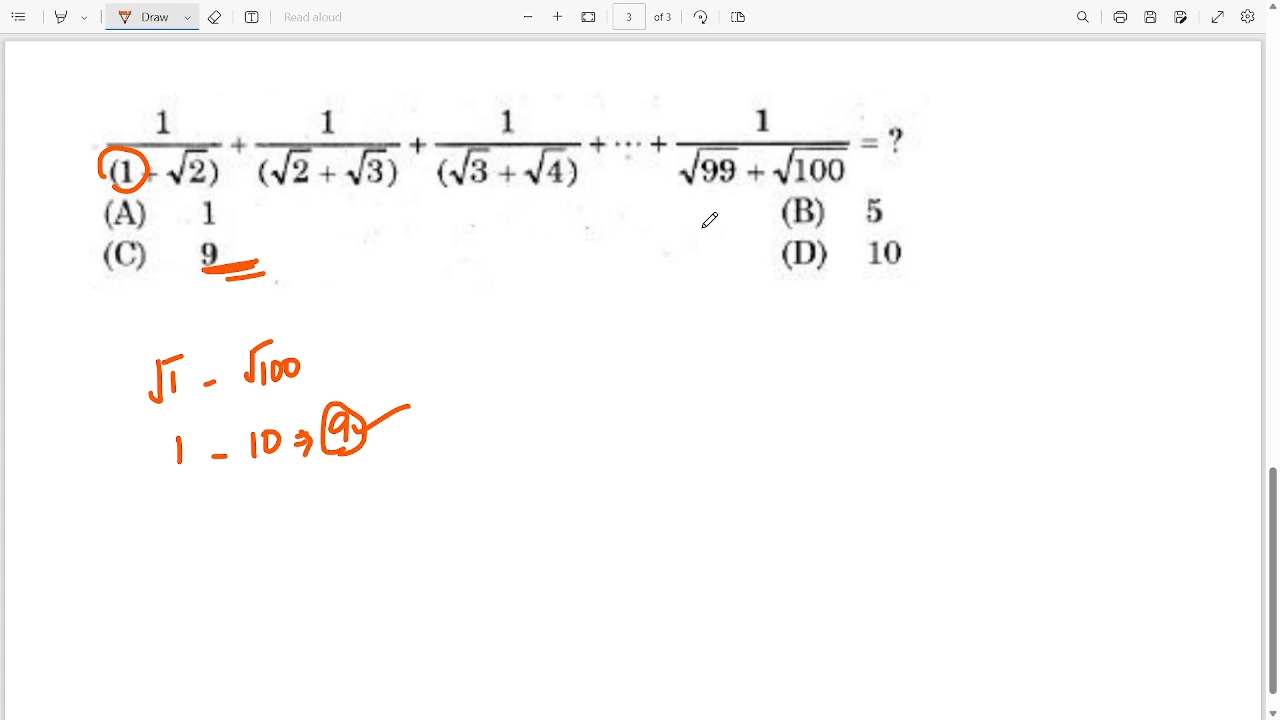 Draw Read aloud 3 of 3
1/(1 + √2) + 1/(√2 + √3) + 1/(√3 + √4) + ⋯ + 1/(√99 + √100) = ?
(A) 1 (B) 5
(C) 9 (D) 10
√1 - √100
1 - 10 ⇒ 9